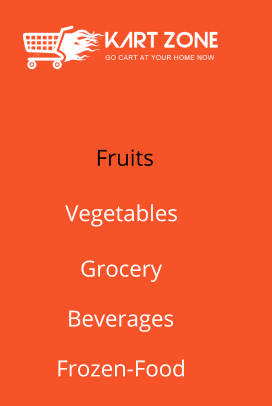 KART ZONE
GO CART AT YOUR HOME NOW
Fruits
Vegetables
Grocery
Beverages
Frozen-Food